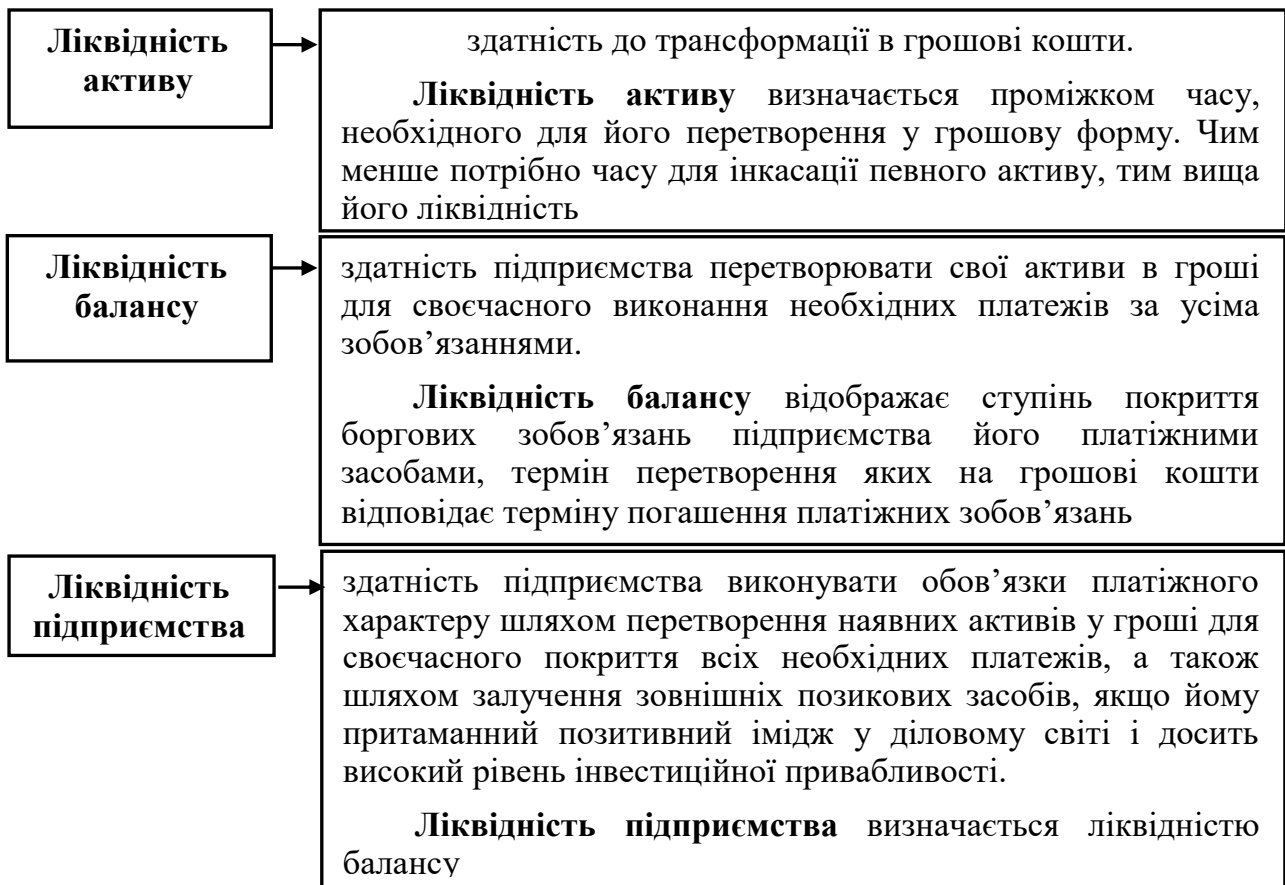 Ліквідність
активу
здатність до трансформації в грошові кошти.
Ліквідність активу визначається проміжком часу,
необхідного для його перетворення у грошову форму. Чим
менше потрібно часу для інкасації певного активу, тим вища
його ліквідність
Ліквідність
балансу
здатність підприємства перетворювати свої активи в гроші
для своєчасного виконання необхідних платежів за усіма
зобов’язаннями.
Ліквідність балансу відображає ступінь покриття
боргових зобов’язань підприємства його платіжними
засобами, термін перетворення яких на грошові кошти
відповідає терміну погашення платіжних зобов’язань
Ліквідність
підприємства
здатність підприємства виконувати обов’язки платіжного
характеру шляхом перетворення наявних активів у гроші для
своєчасного покриття всіх необхідних платежів, а також
шляхом залучення зовнішніх позикових засобів, якщо йому
притаманний позитивний імідж у діловому світі і досить
високий рівень інвестиційної привабливості.
Ліквідність підприємства визначається ліквідністю
балансу